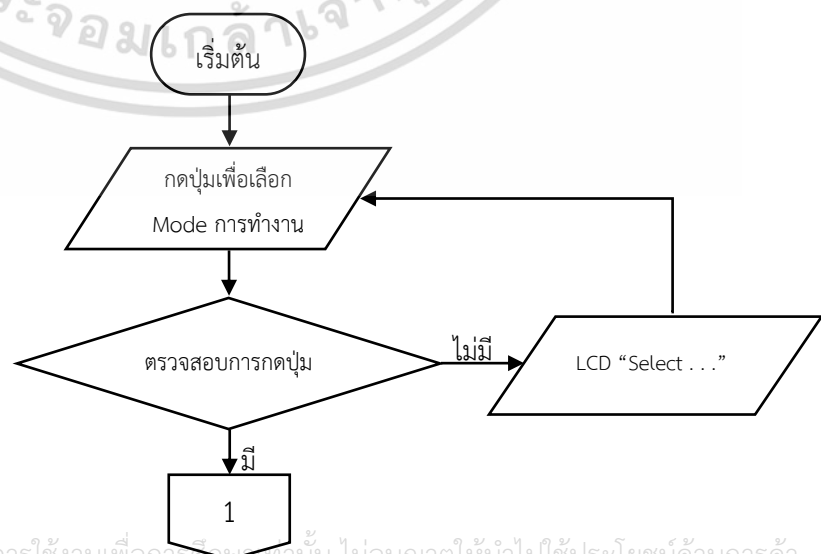 เริ่มต้น
กดปุ่มเพื่อเลือก
Mode การทำงาน
ตรวจสอบการกดปุ่ม
ไม่มี
LCD “Select . . .”
มี
1